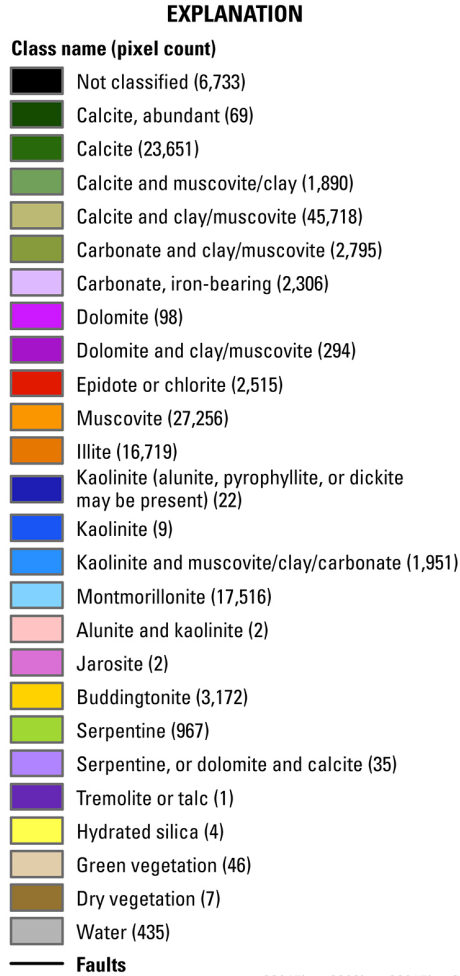 EXPLANATION
Class name (pixel count)
Not classified (6,733)
Calcite, abundant (69)
Calcite (23,651)
Calcite and muscovite/clay (1,890)
Calcite and clay/muscovite (45,718)
Carbonate and clay/muscovite (2,795)
Carbonate, iron-bearing (2,306)
Dolomite (98)
Dolomite and clay/muscovite (294)
Epidote or chlorite (2,515)
Muscovite (27,256)
Illite (16,719)
Kaolinite (alunite, pyrophyllite, or dickite
may be present) (22)
Kaolinite (9)
Kaolinite and muscovite/clay/carbonate (1,951)
Montmorillonite (17,516)
Alunite and kaolinite (2)
Jarosite (2)
Buddingtonite (3,172)
Serpentine (967)
Serpentine, or dolomite and calcite (35)
Tremolite or talc (1)
Hydrated silica (4)
Green vegetation (46)
Dry vegetation (7)
Water (435)
Faults